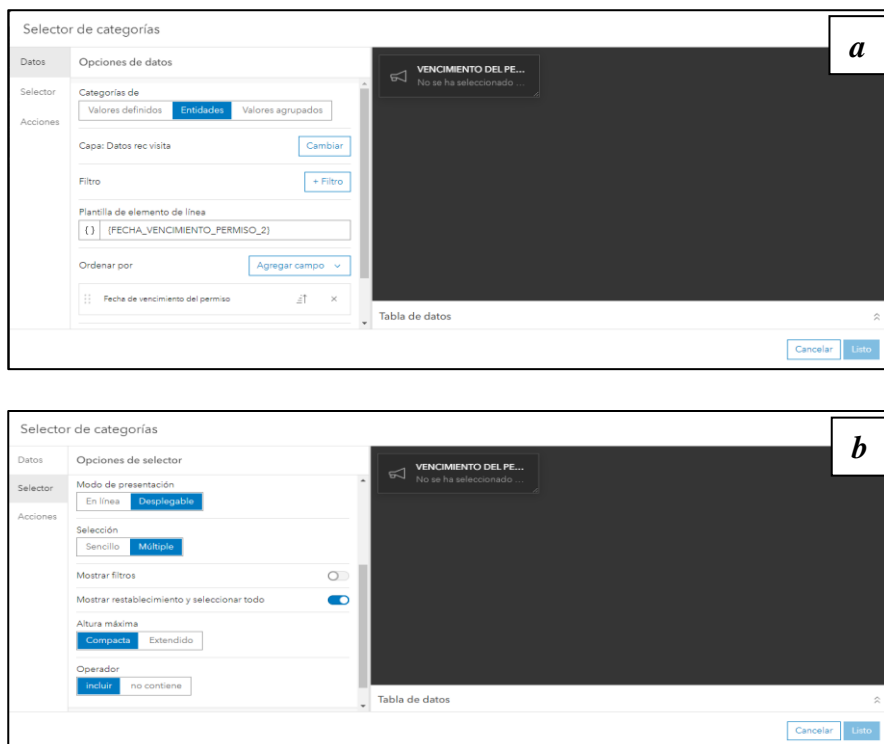 Selector de categorías
a
Datos
Opciones de datos
VENCIMIENTO DEL PE...
No se ha seleccionado ...
Selector
Categorías de
Valores definidos Entidades Valores agrupados
Acciones
Capa: Datos rec visita Cambiar
Filtro + Filtro
Plantilla de elemento de línea
{} {FECHA_VENCIMIENTO_PERMISO_2}
Ordenar por Agregar campo
Fecha de vencimiento del permiso
Tabla de datos
Cancelar Listo
Selector de categorías
b
Datos
Opciones de selector
VENCIMIENTO DEL PE...
No se ha seleccionado ...
Selector
Modo de presentación
En línea Desplegable
Acciones
Selección
Sencillo Múltiple
Mostrar filtros
Mostrar restablecimiento y seleccionar todo
Altura máxima
Compacta Extendido
Operador
incluir no contiene
Tabla de datos
Cancelar Listo